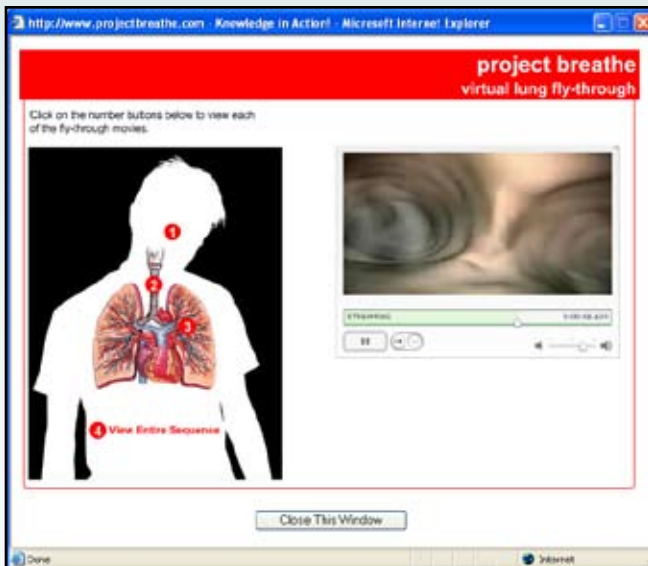 http://www.projectbreathe.com - Knowledge in Action! - Microsoft Internet Explorer
project breathe
virtual lung fly-through
Click on the number buttons below to view each
of the fly-through movies.
1
2
3
4 View Entire Sequence
STREAMING
Close This Window
Done
Internet